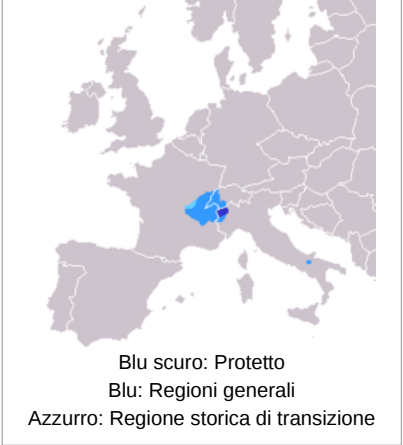 Blu scuro: Protetto
Blu: Regioni generali
Azzurro: Regione storica di transizione